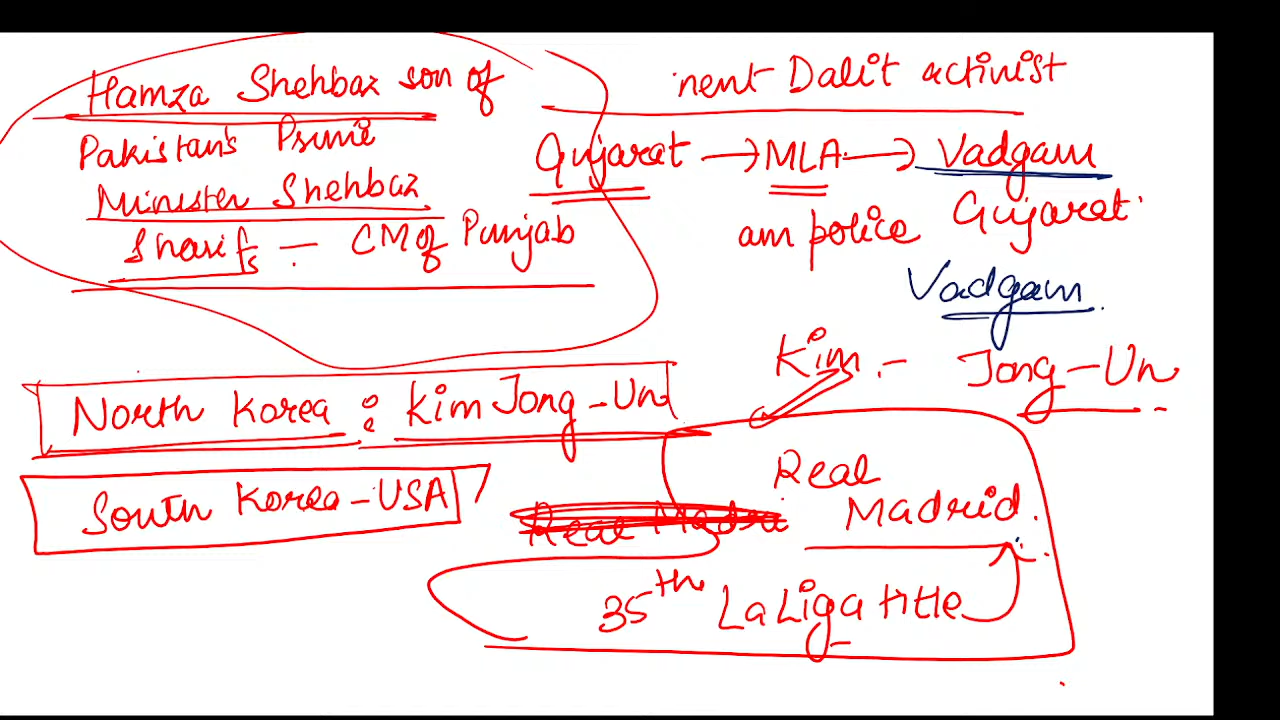 Hamza Shehbaz son of
Pakistan's Prime
Minister Shehbaz
Sharifs - CM of Punjab
nent Dalit activist
Gujarat → MLA → Vadgam
am police Gujarat
Vadgam
Kim - Jong-Un
North Korea : Kim Jong-Un
South Korea - USA
Real Madri
Real
Madrid
35th LaLiga title